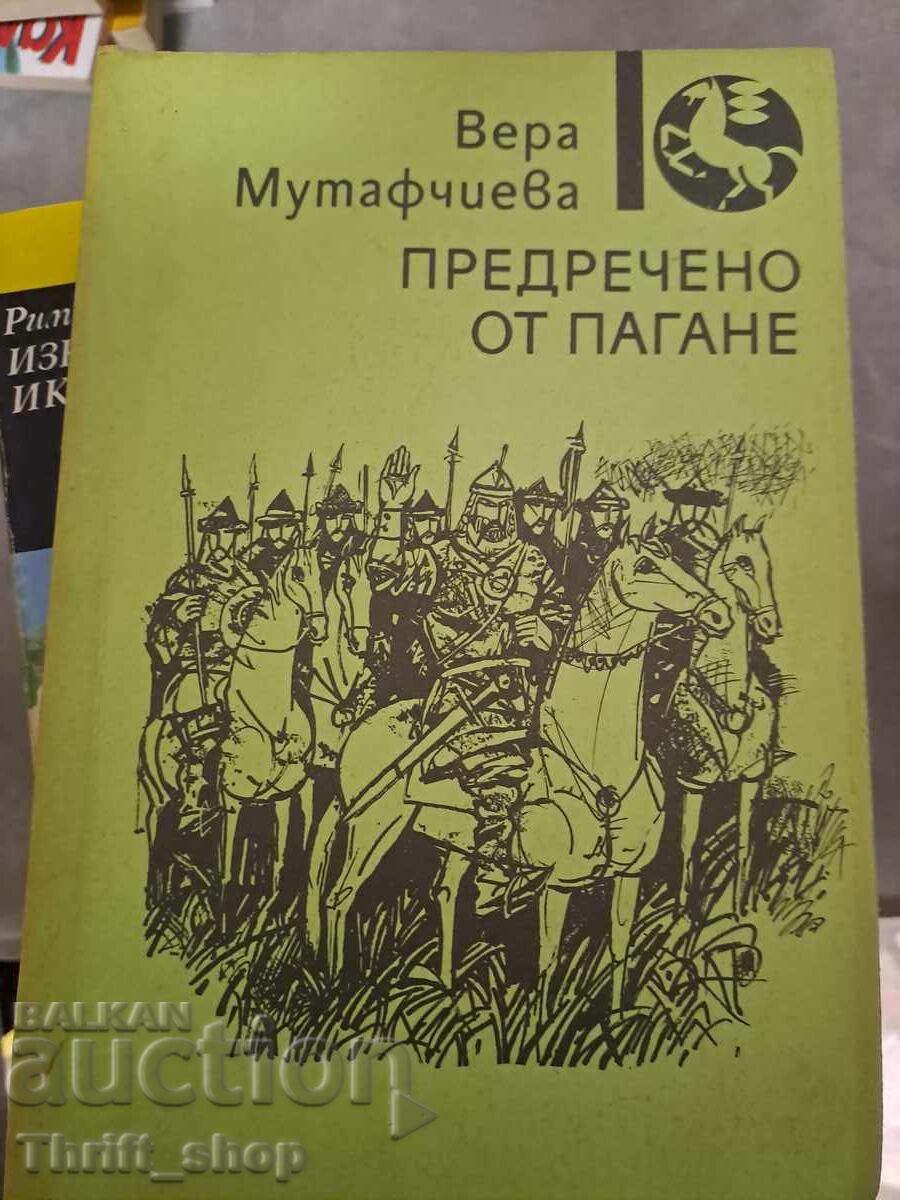 Вера
Мутафчиева
ПРЕДРЕЧЕНО
ОТ ПАГАНЕ
BALKAN
auction
Thrift_shop